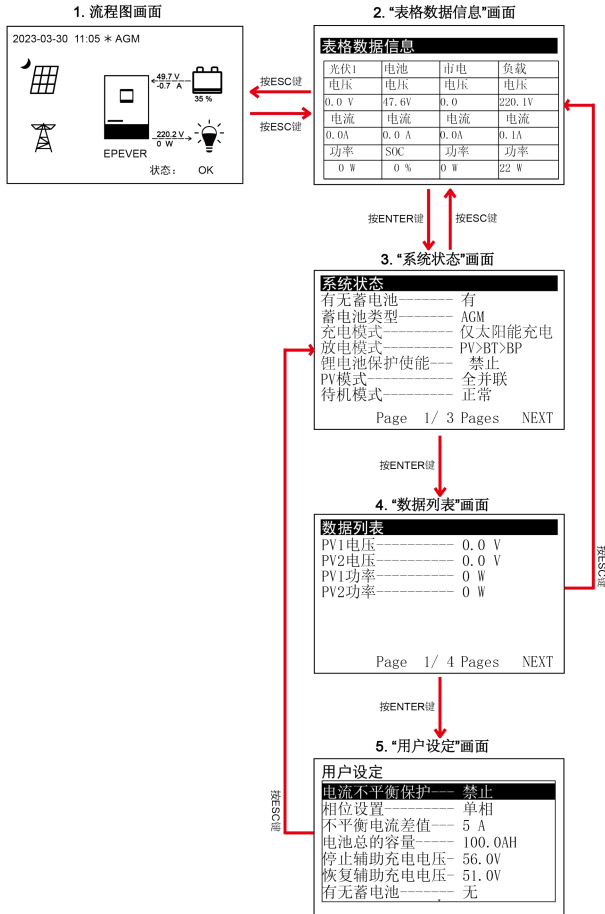 1. 流程图画面
2023-03-30 11:05 ＊ AGM
49.7 V
-0.7 A
35 %
220.2 V
0 W
EPEVER
状态： OK
按ESC键
按ESC键
2. “表格数据信息”画面
表格数据信息
光伏1 电池 市电 负载
电压 电压 电压 电压
0.0 V 47.6V 0.0 220.1V
电流 电流 电流 电流
0.0A 0.0 A 0.0A 0.1A
功率 SOC 功率 功率
0 W 0 % 0 W 22 W
按ENTER键 按ESC键
3. “系统状态”画面
系统状态
有无蓄电池------- 有
蓄电池类型------- AGM
充电模式--------- 仅太阳能充电
放电模式--------- PV>BT>BP
锂电池保护使能--- 禁止
PV模式----------- 全并联
待机模式--------- 正常
Page 1/ 3 Pages NEXT
按ENTER键
4. “数据列表”画面
数据列表
PV1电压---------- 0.0 V
PV2电压---------- 0.0 V
PV1功率---------- 0 W
PV2功率---------- 0 W
Page 1/ 4 Pages NEXT
按ESC键
按ENTER键
5. “用户设定”画面
用户设定
电流不平衡保护--- 禁止
相位设置--------- 单相
不平衡电流差值--- 5 A
电池总的容量----- 100.0AH
停止辅助充电电压- 56.0V
恢复辅助充电电压- 51.0V
有无蓄电池------- 无
按ESC键